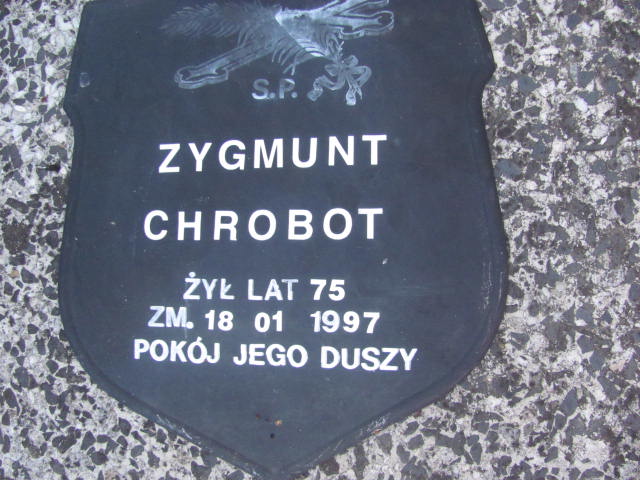 S.P.
ZYGMUNT
CHROBOT
ŻYŁ LAT 75
ZM. 18 01 1997
POKÓJ JEGO DUSZY